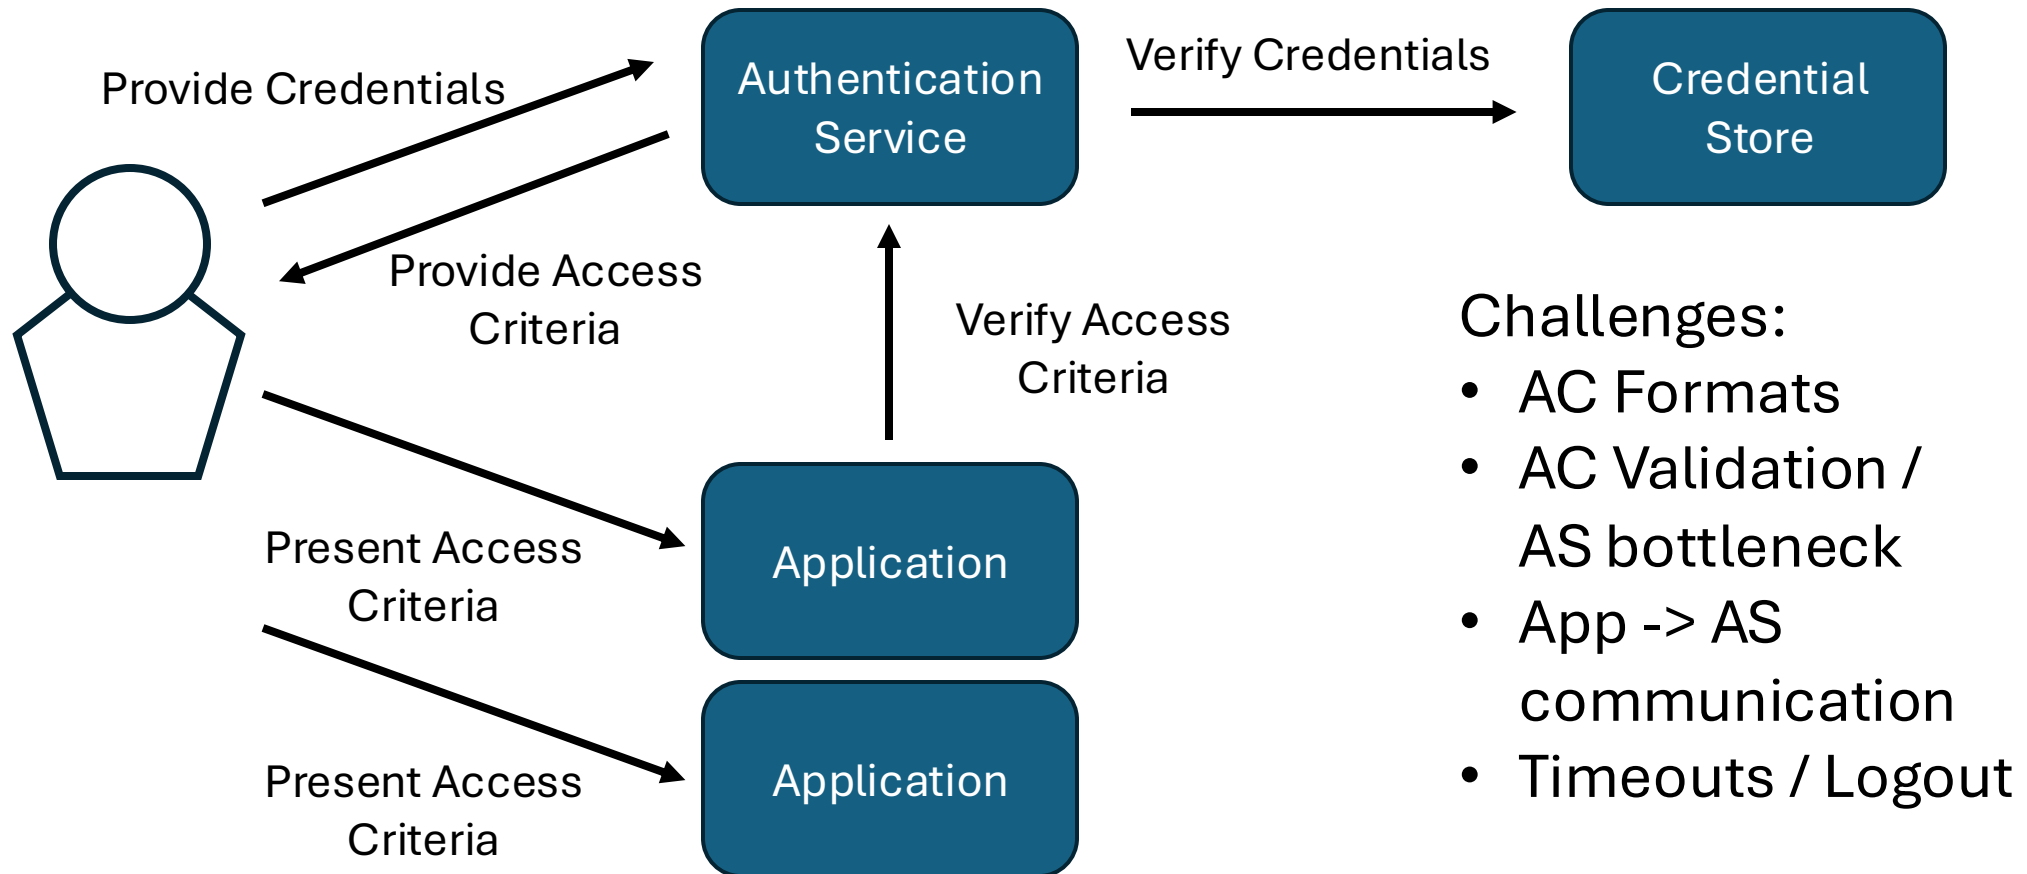 Provide Credentials
Authentication
Service
Verify Credentials
Credential
Store
Provide Access
Criteria
Verify Access
Criteria
Present Access
Criteria
Application
Present Access
Criteria
Application
Challenges:
• AC Formats
• AC Validation /
AS bottleneck
• App -> AS
communication
• Timeouts / Logout